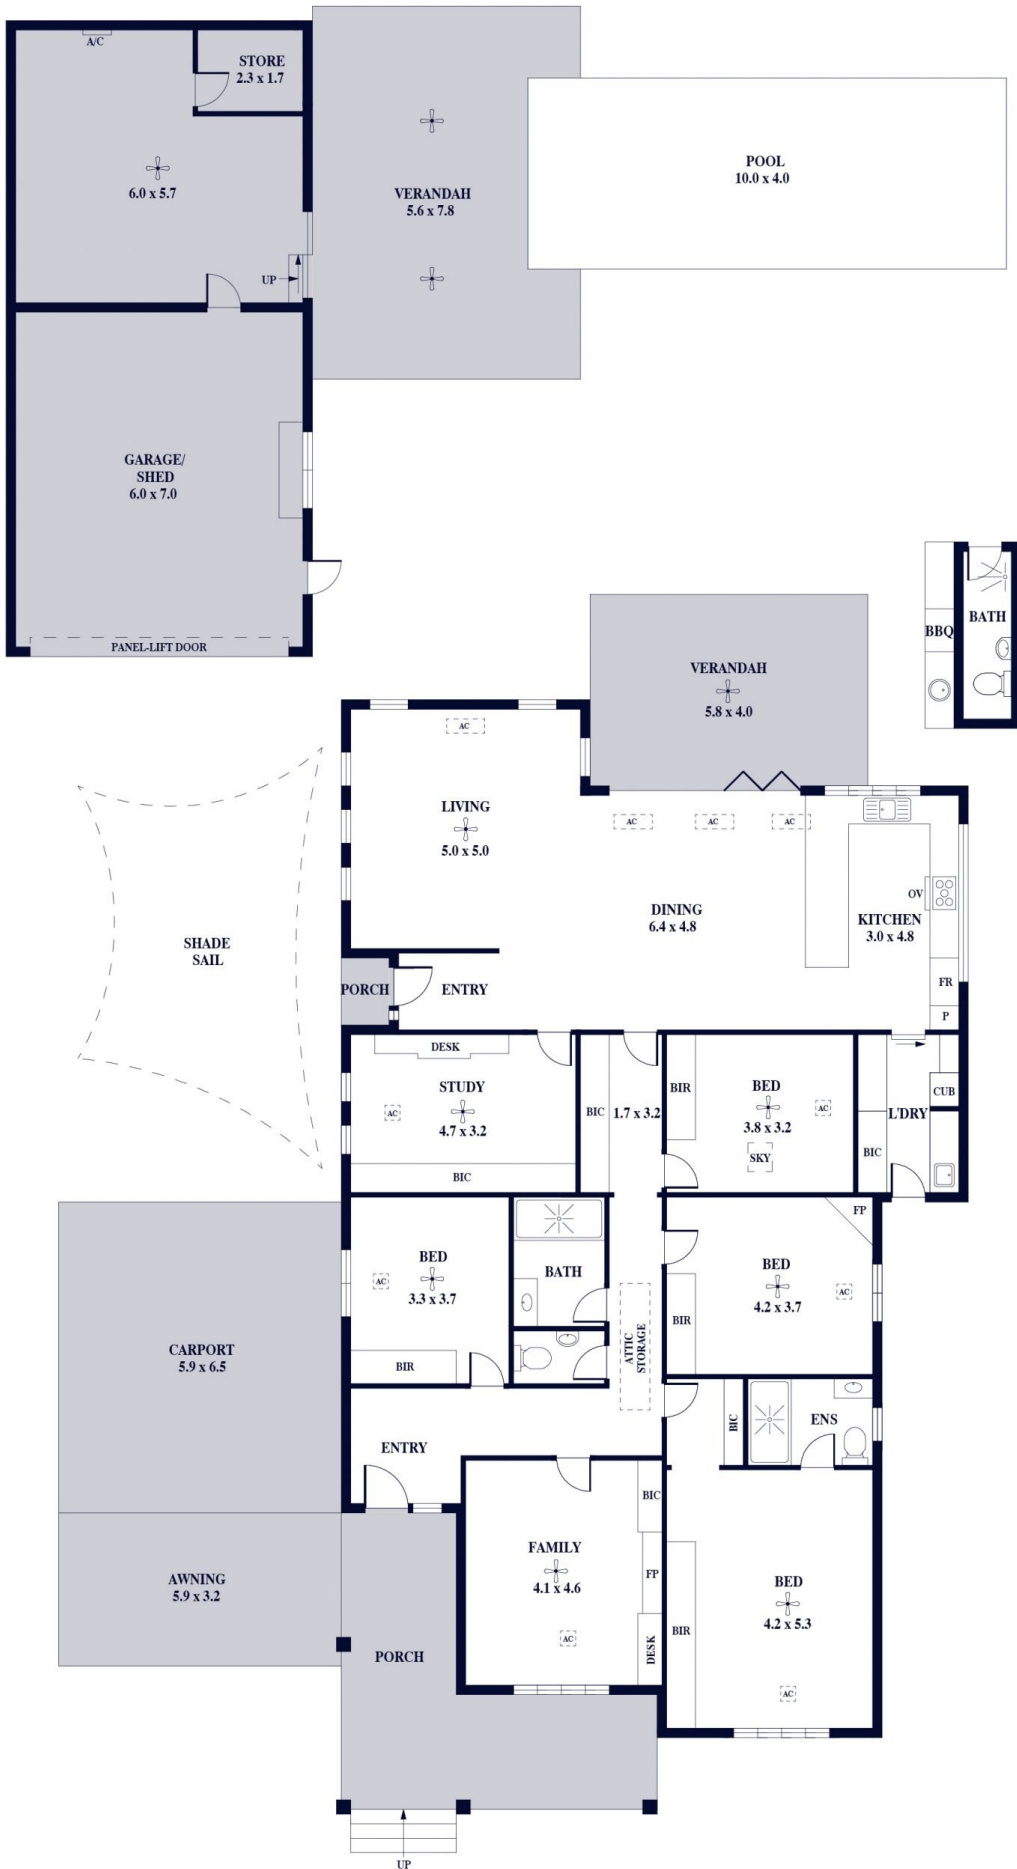 A/C
STORE
2.3 x 1.7
6.0 x 5.7
UP
VERANDAH
5.6 x 7.8
POOL
10.0 x 4.0
GARAGE/
SHED
6.0 x 7.0
PANEL-LIFT DOOR
BBQ
BATH
VERANDAH
5.8 x 4.0
AC
LIVING
5.0 x 5.0
AC
AC
AC
DINING
6.4 x 4.8
OV
KITCHEN
3.0 x 4.8
FR
P
SHADE
SAIL
PORCH
ENTRY
DESK
STUDY
AC
4.7 x 3.2
BIC
BIC
1.7 x 3.2
BIR
BED
AC
3.8 x 3.2
SKY
CUB
L'DRY
BIC
BED
AC
3.3 x 3.7
BIR
BATH
ATTIC
STORAGE
FP
BED
AC
4.2 x 3.7
BIR
CARPORT
5.9 x 6.5
ENTRY
BIC
ENS
AWNING
5.9 x 3.2
FAMILY
4.1 x 4.6
BIC
FP
DESK
AC
BED
4.2 x 5.3
BIR
AC
PORCH
UP